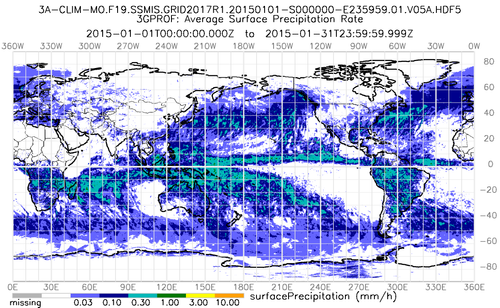 3A-CLIM-MO.F19.SSMIS.GRID2017R1.20150101-S000000-E235959.01.V05A.HDF5
3GPROF: Average Surface Precipitation Rate
2015-01-01T00:00:00.000Z to 2015-01-31T23:59:59.999Z
360W 330W 300W 270W 240W 210W 180W 150W 120W 90W 60W 30W 0W
80
60
40
20
0
-20
-40
-60
-80
0E 30E 60E 90E 120E 150E 180E 210E 240E 270E 300E 330E 360E
missing 0.03 0.10 0.30 1.00 3.00 10.00 surfacePrecipitation (mm/h)